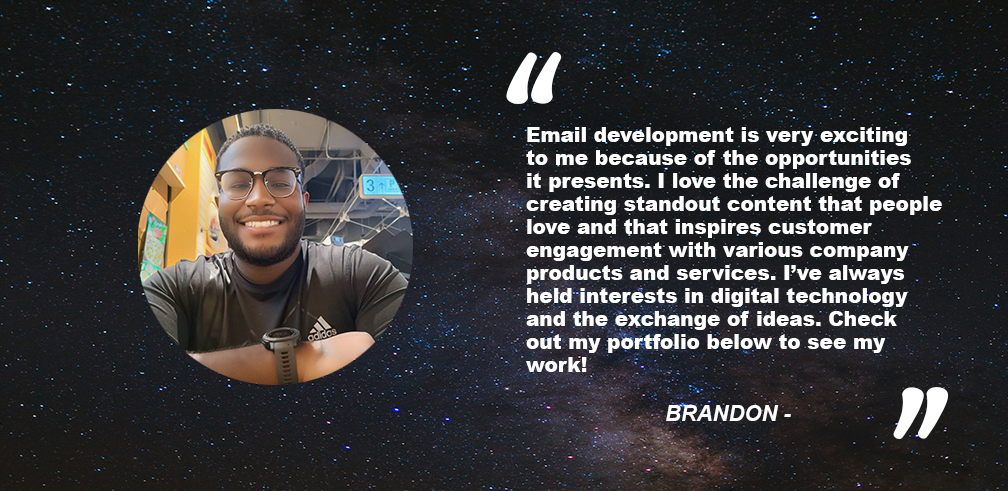 “
Email development is very exciting
to me because of the opportunities
it presents. I love the challenge of
creating standout content that people
love and that inspires customer
engagement with various company
products and services. I’ve always
held interests in digital technology
and the exchange of ideas. Check
out my portfolio below to see my
work!
BRANDON -
”
3
adidas